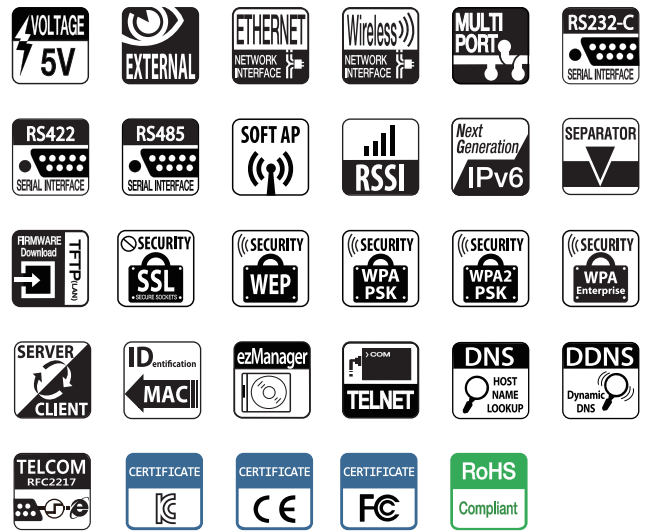 VOLTAGE
5V
EXTERNAL
ETHERNET
NETWORK
INTERFACE
Wireless
NETWORK
INTERFACE
MULTI
PORT
RS232-C
SERIAL INTERFACE
RS422
SERIAL INTERFACE
RS485
SERIAL INTERFACE
SOFT AP
RSSI
Next
Generation
IPv6
SEPARATOR
FIRMWARE
Download
TFTP(LAN)
SECURITY
SSL
SECURE SOCKETS
SECURITY
WEP
SECURITY
WPA
PSK
SECURITY
WPA2
PSK
SECURITY
WPA
Enterprise
SERVER
CLIENT
IDentification
MAC
ezManager
COM
TELNET
DNS
HOST
NAME
LOOKUP
DDNS
Dynamic
DNS
TELCOM
RFC2217
CERTIFICATE
KC
CERTIFICATE
CE
CERTIFICATE
FC
RoHS
Compliant